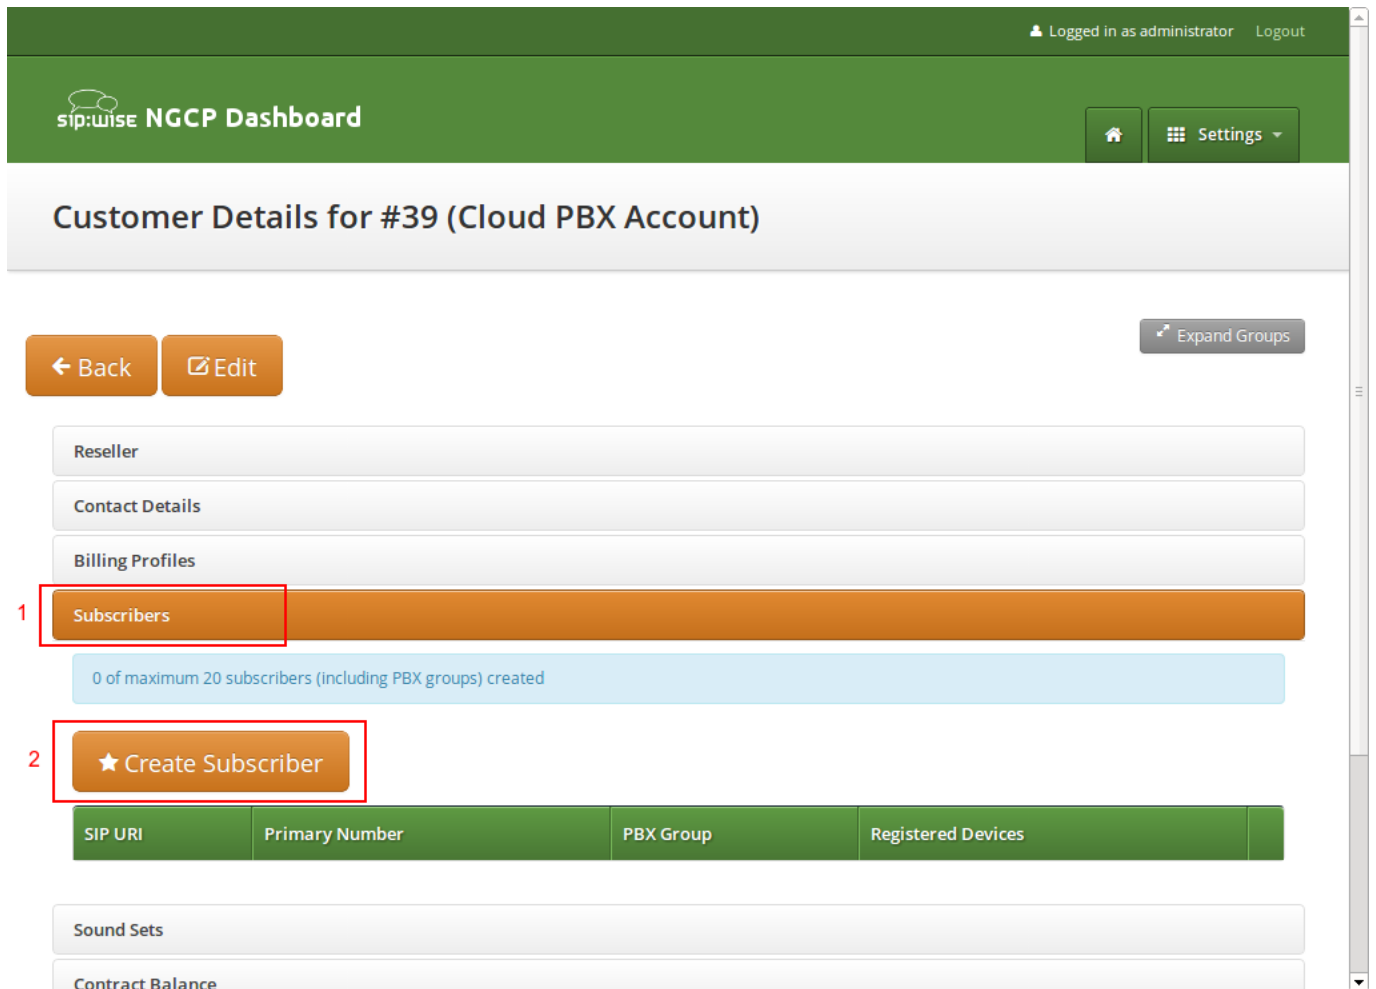 Logged in as administrator Logout
sip:wise NGCP Dashboard
Settings
Customer Details for #39 (Cloud PBX Account)
Expand Groups
Back Edit
Reseller
Contact Details
Billing Profiles
1 Subscribers
0 of maximum 20 subscribers (including PBX groups) created
2 Create Subscriber
SIP URI Primary Number PBX Group Registered Devices
Sound Sets
Contract Balance